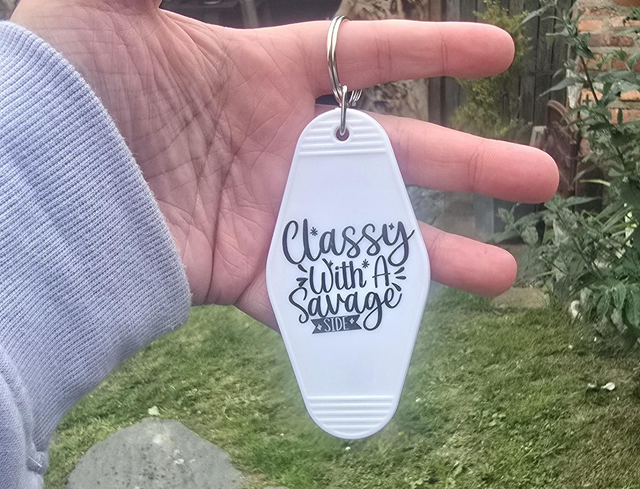 Classy
With A
Savage
SIDE